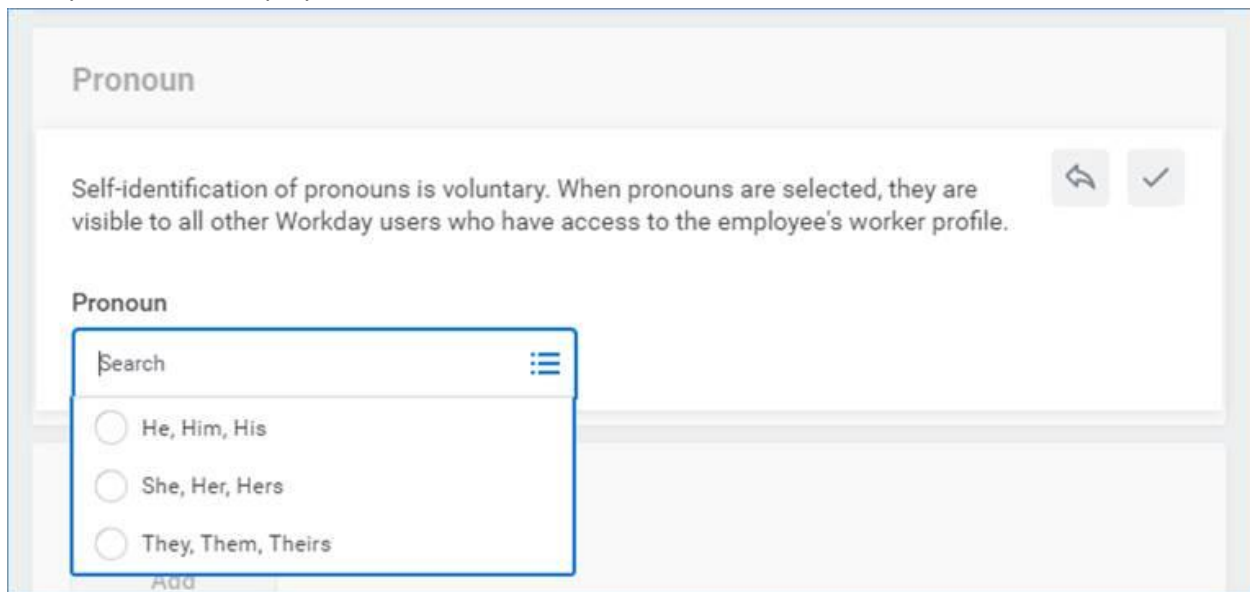 Pronoun
Self-identification of pronouns is voluntary. When pronouns are selected, they are
visible to all other Workday users who have access to the employee's worker profile.
Pronoun
Search
He, Him, His
She, Her, Hers
They, Them, Theirs
Add